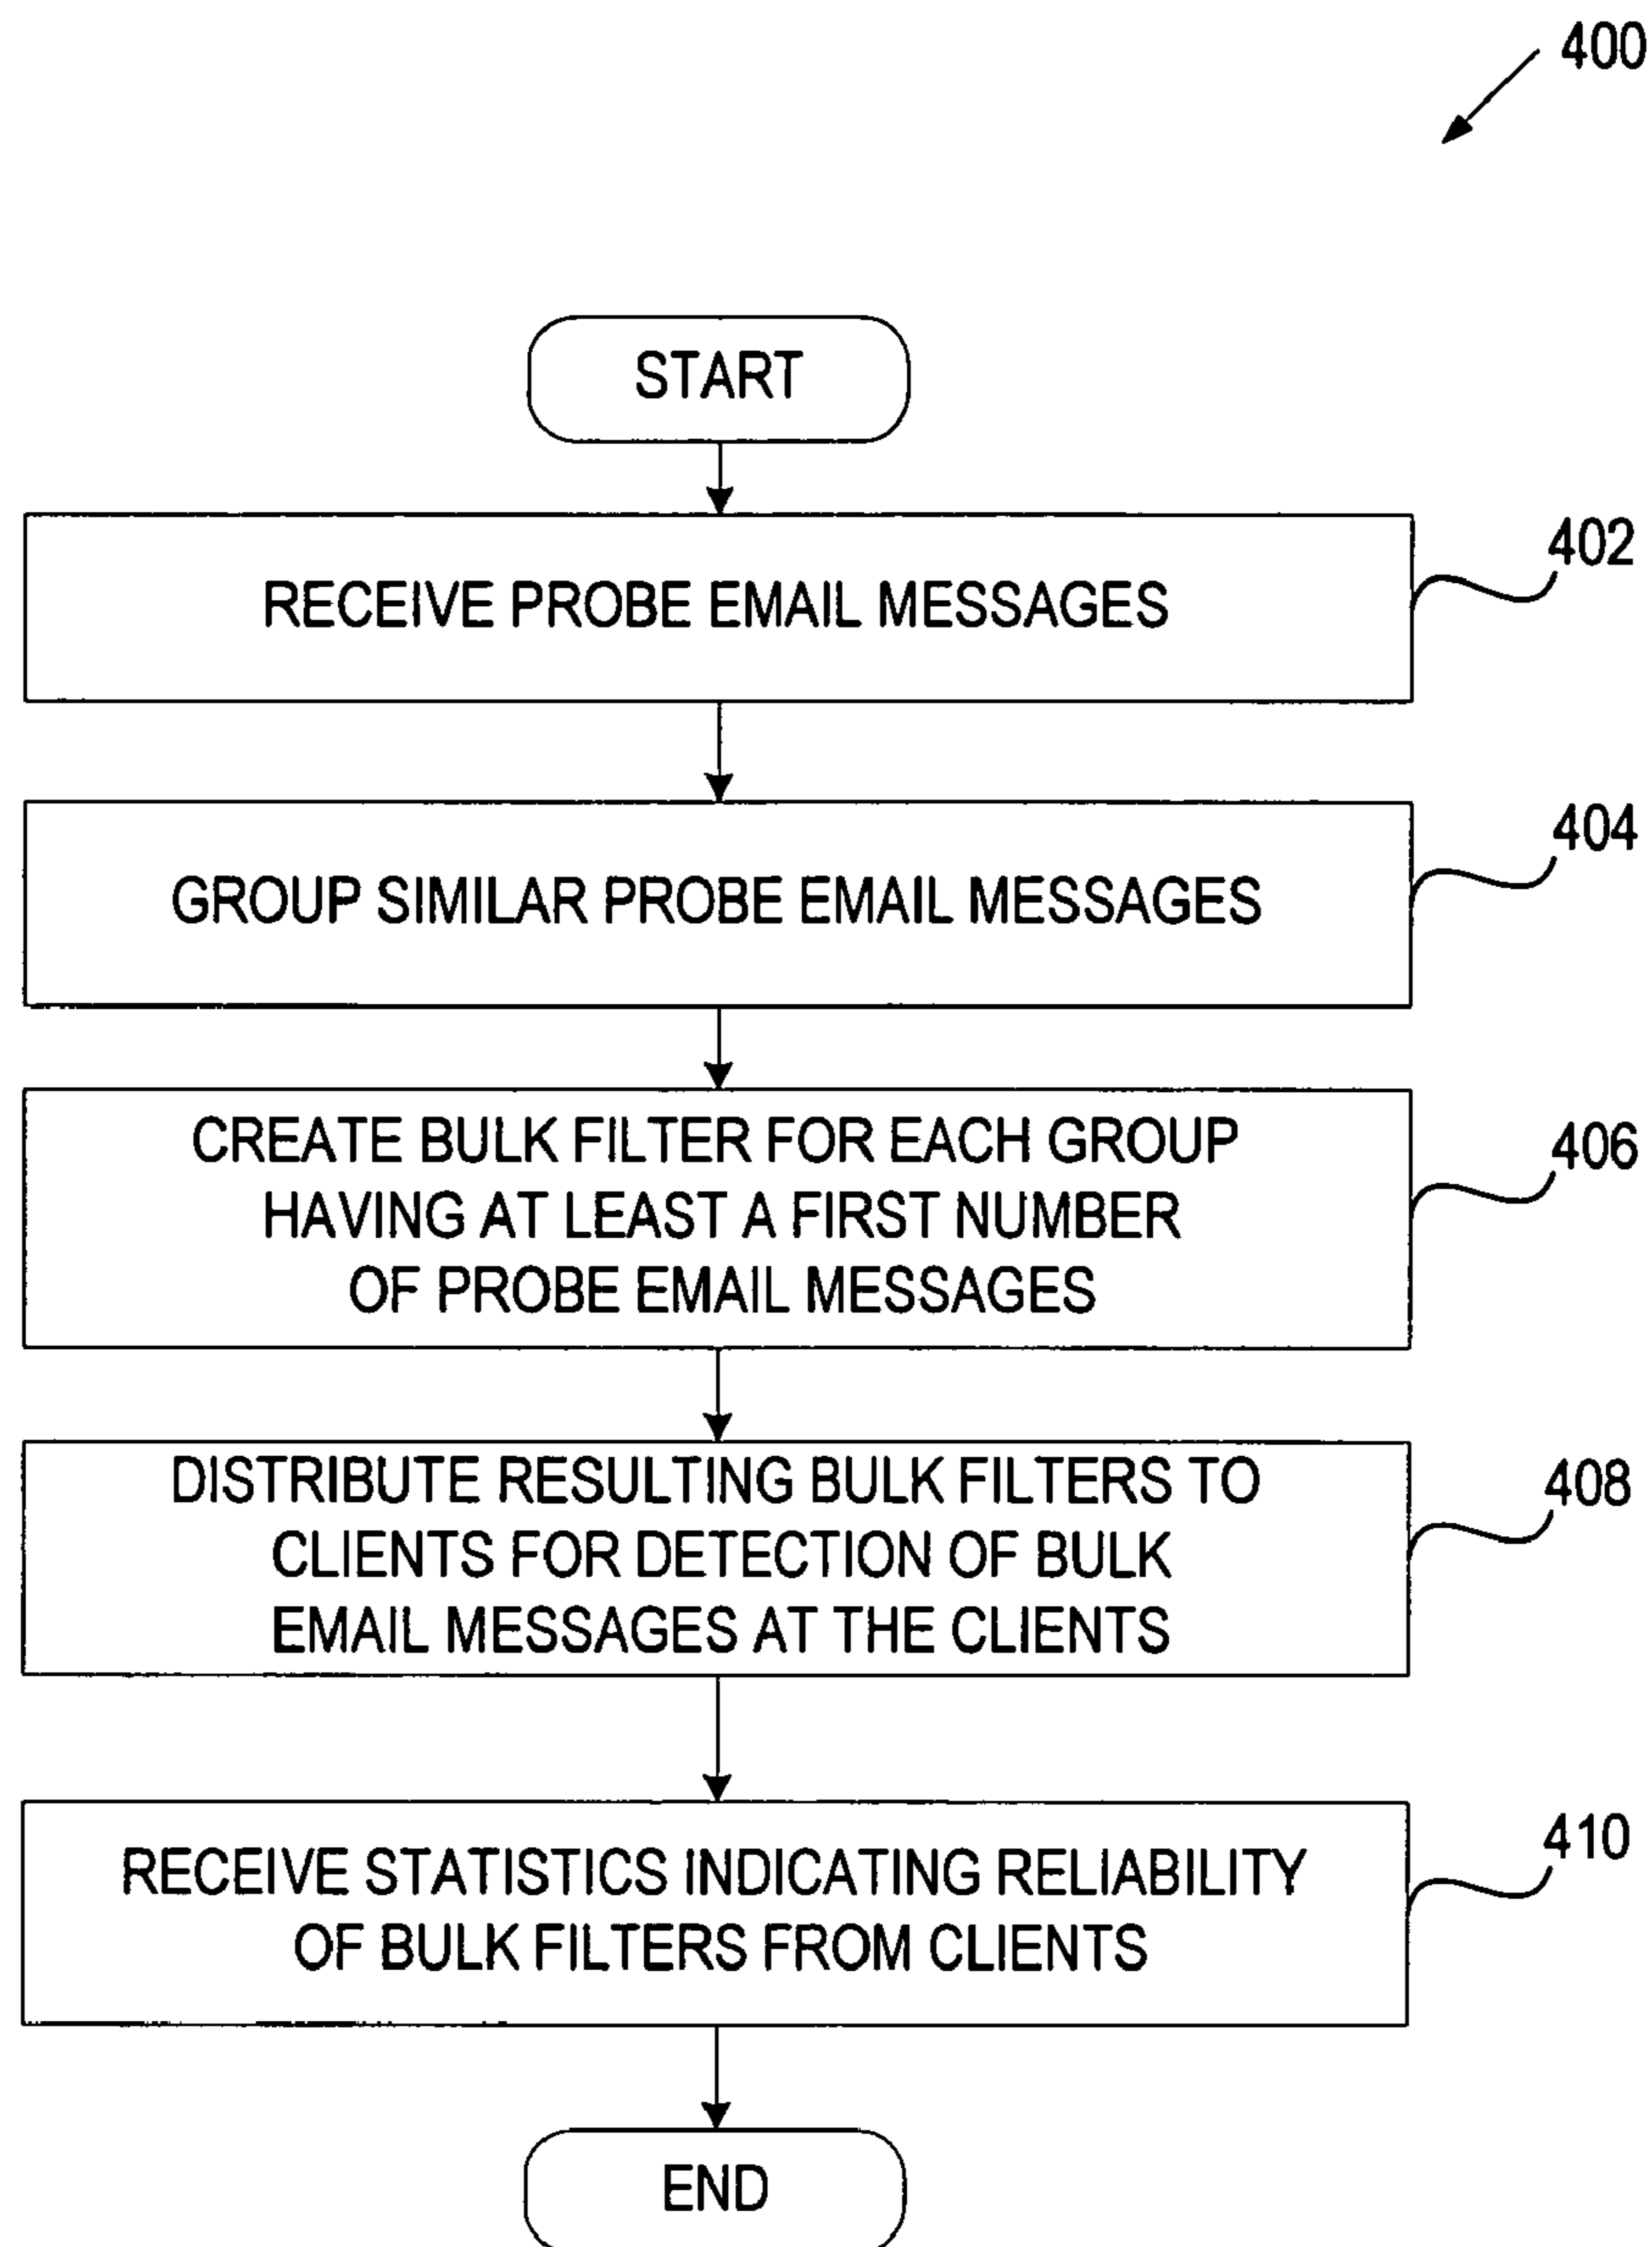 400
START
402
RECEIVE PROBE EMAIL MESSAGES
404
GROUP SIMILAR PROBE EMAIL MESSAGES
406
CREATE BULK FILTER FOR EACH GROUP
HAVING AT LEAST A FIRST NUMBER
OF PROBE EMAIL MESSAGES
408
DISTRIBUTE RESULTING BULK FILTERS TO
CLIENTS FOR DETECTION OF BULK
EMAIL MESSAGES AT THE CLIENTS
410
RECEIVE STATISTICS INDICATING RELIABILITY
OF BULK FILTERS FROM CLIENTS
END